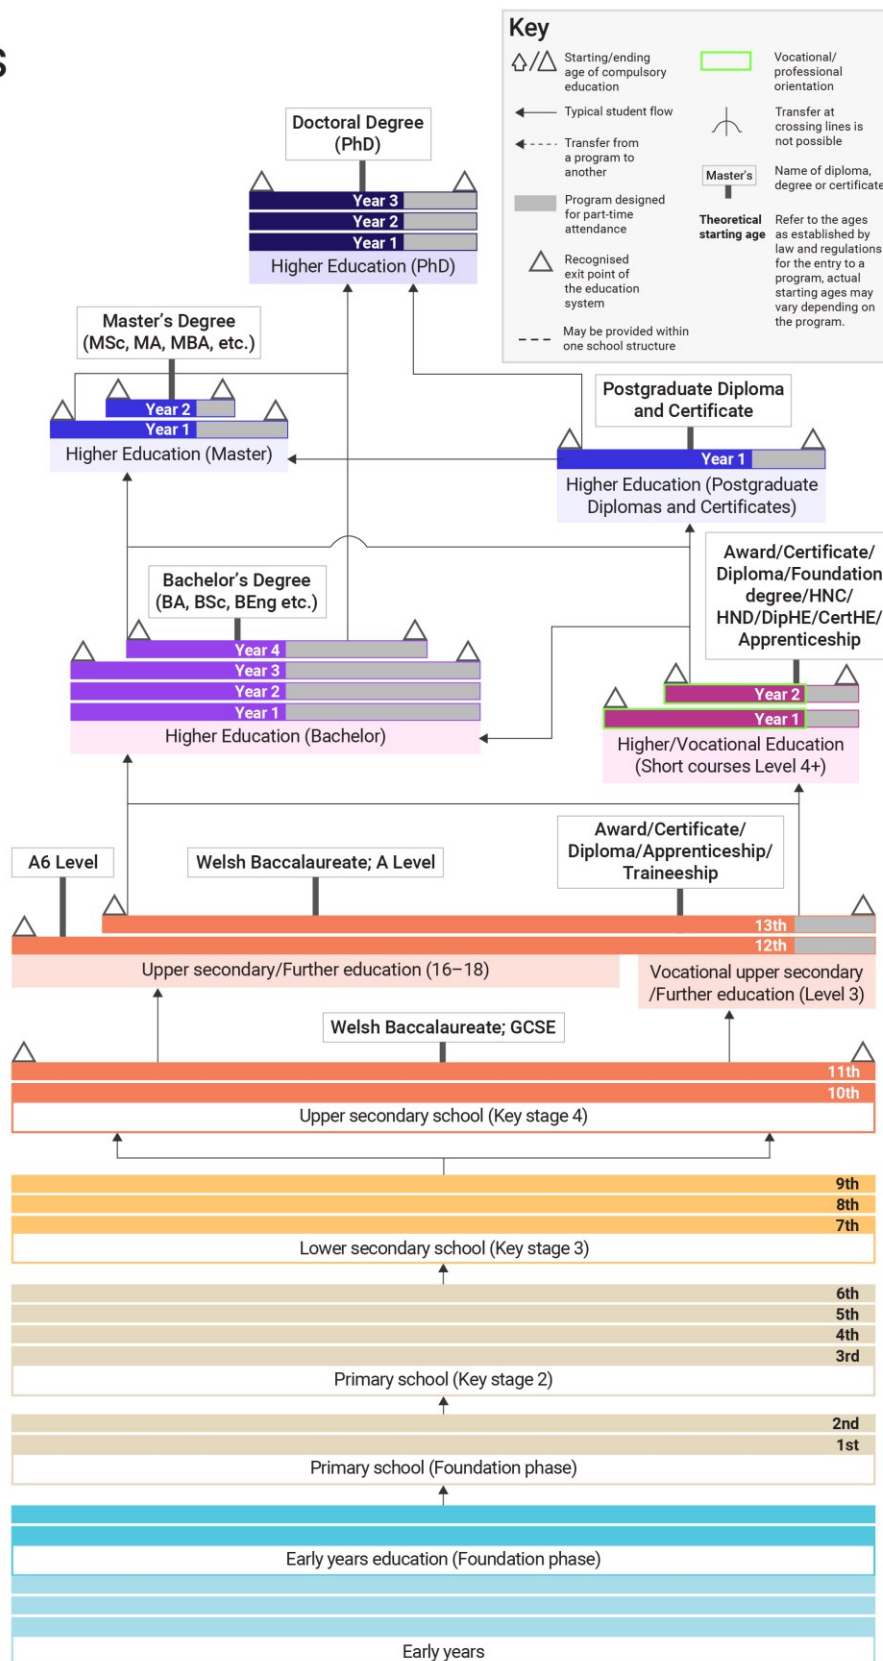 s
Key
Starting/ending
age of compulsory
education
Typical student flow
Transfer from
a program to
another
Program designed
for part-time
attendance
Recognised
exit point of
the education
system
May be provided within
one school structure
Vocational/
professional
orientation
Transfer at
crossing lines is
not possible
Master's
Name of diploma,
degree or certificate
Theoretical
starting age
Refer to the ages
as established by
law and regulations
for the entry to a
program, actual
starting ages may
vary depending on
the program.
Doctoral Degree
(PhD)
Year 3
Year 2
Year 1
Higher Education (PhD)
Master's Degree
(MSc, MA, MBA, etc.)
Year 2
Year 1
Higher Education (Master)
Postgraduate Diploma
and Certificate
Year 1
Higher Education (Postgraduate
Diplomas and Certificates)
Bachelor's Degree
(BA, BSc, BEng etc.)
Year 4
Year 3
Year 2
Year 1
Higher Education (Bachelor)
Award/Certificate/
Diploma/Foundation
degree/HNC/
HND/DipHE/CertHE/
Apprenticeship
Year 2
Year 1
Higher/Vocational Education
(Short courses Level 4+)
A6 Level
Welsh Baccalaureate; A Level
Award/Certificate/
Diploma/Apprenticeship/
Traineeship
13th
12th
Upper secondary/Further education (16–18)
Vocational upper secondary
/Further education (Level 3)
Welsh Baccalaureate; GCSE
11th
10th
Upper secondary school (Key stage 4)
9th
8th
7th
Lower secondary school (Key stage 3)
6th
5th
4th
3rd
Primary school (Key stage 2)
2nd
1st
Primary school (Foundation phase)
Early years education (Foundation phase)
Early years